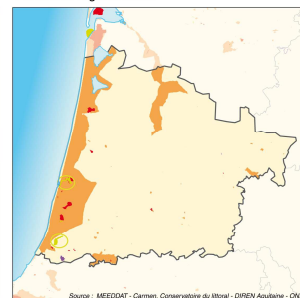 Source : MEEDDAT - Carmen, Conservatoire du littoral - DIREN Aquitaine - ON